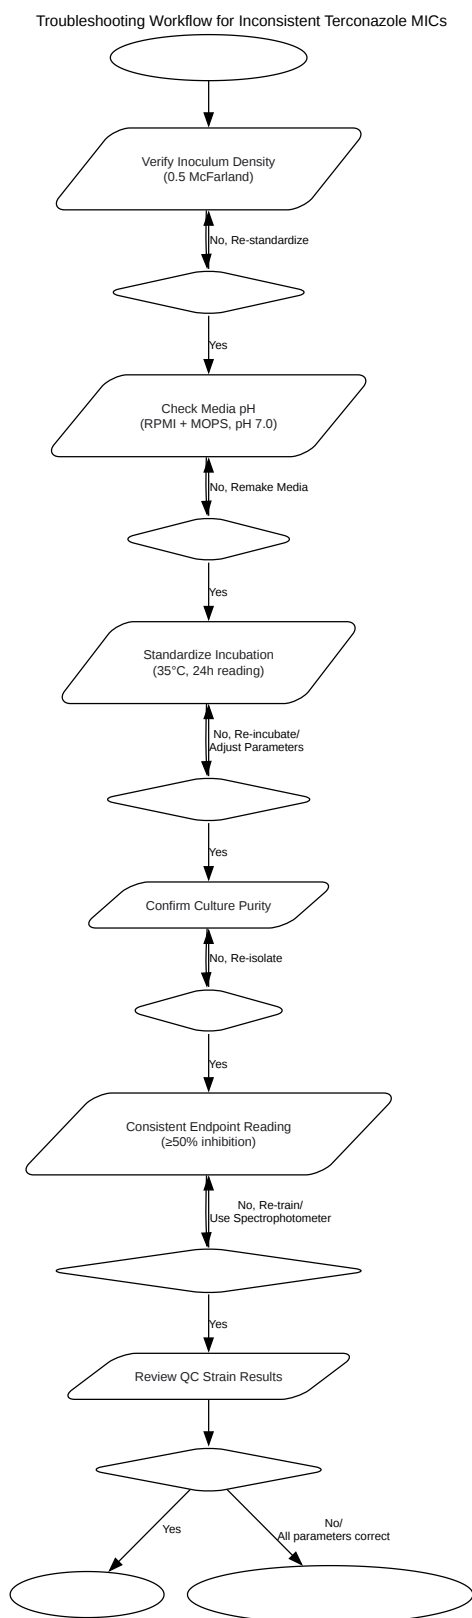 Troubleshooting Workflow for Inconsistent Terconazole MICs
Verify Inoculum Density
(0.5 McFarland)
No, Re-standardize
Yes
Check Media pH
(RPMI + MOPS, pH 7.0)
No, Remake Media
Yes
Standardize Incubation
(35°C, 24h reading)
No, Re-incubate/
Adjust Parameters
Yes
Confirm Culture Purity
No, Re-isolate
Yes
Consistent Endpoint Reading
(≥50% inhibition)
No, Re-train/
Use Spectrophotometer
Yes
Review QC Strain Results
Yes
No/
All parameters correct